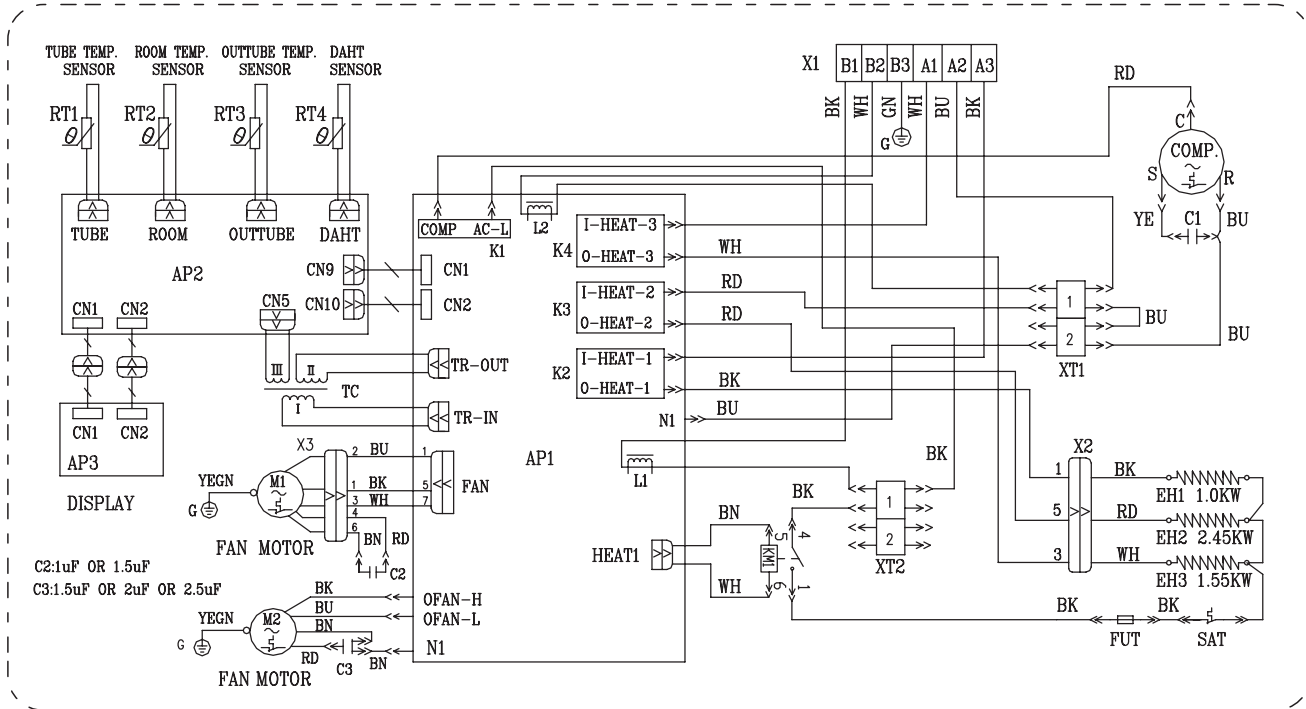 TUBE TEMP. SENSOR
ROOM TEMP. SENSOR
OUTTUBE TEMP. SENSOR
DAHT SENSOR
RT1
RT2
RT3
RT4
θ
θ
θ
θ
TUBE
ROOM
OUTTUBE
DAHT
AP2
CN9
CN10
CN1
CN2
CN1
CN2
CN5
III
II
I
TC
TR-OUT
TR-IN
CN1
CN2
AP3
DISPLAY
X1
B1
B2
B3
A1
A2
A3
BK
WH
GN
WH
BU
BK
G
RD
C
COMP.
S
R
YE
C1
BU
COMP
AC-L
K1
L2
K4
I-HEAT-3
O-HEAT-3
WH
K3
I-HEAT-2
O-HEAT-2
RD
RD
K2
I-HEAT-1
O-HEAT-1
BK
N1
BU
1
2
XT1
BU
BU
AP1
L1
BK
BK
1
2
XT2
HEAT1
BN
WH
KM1
5
4
6
1
X2
1
5
3
BK
RD
WH
EH1 1.0KW
EH2 2.45KW
EH3 1.55KW
BK
FUT
BK
SAT
X3
YEGN
G
M1
2
BU
1
1
BK
5
3
WH
7
4
6
BN
RD
FAN
FAN MOTOR
C2
C2:1uF OR 1.5uF
C3:1.5uF OR 2uF OR 2.5uF
YEGN
G
M2
BK
BU
BN
RD
C3
BN
OFAN-H
OFAN-L
N1
FAN MOTOR